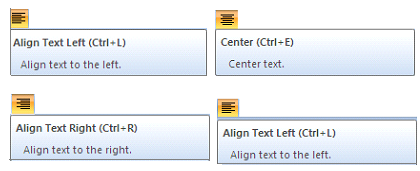 Align Text Left (Ctrl+L)
Align text to the left.
Center (Ctrl+E)
Center text.
Align Text Right (Ctrl+R)
Align text to the right.
Align Text Left (Ctrl+L)
Align text to the left.